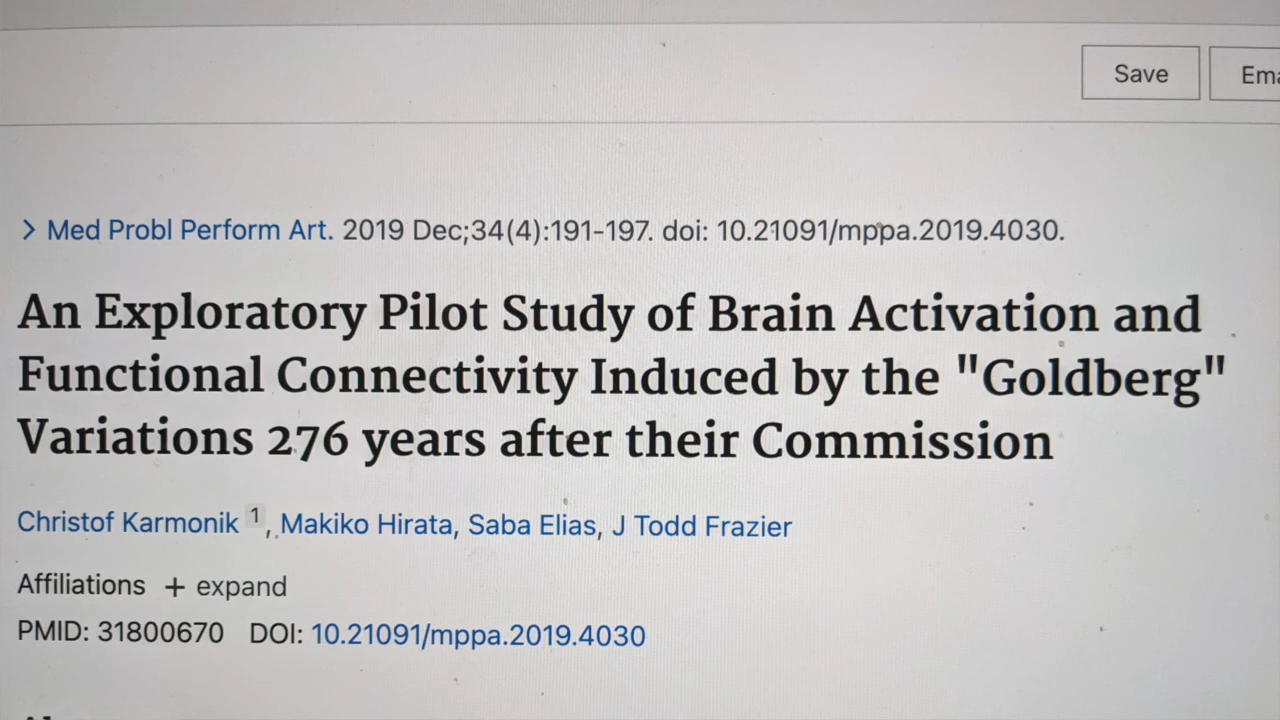 Save
> Med Probl Perform Art. 2019 Dec;34(4):191-197. doi: 10.21091/mppa.2019.4030.
An Exploratory Pilot Study of Brain Activation and
Functional Connectivity Induced by the "Goldberg"
Variations 276 years after their Commission
Christof Karmonik 1, Makiko Hirata, Saba Elias, J Todd Frazier
Affiliations + expand
PMID: 31800670 DOI: 10.21091/mppa.2019.4030